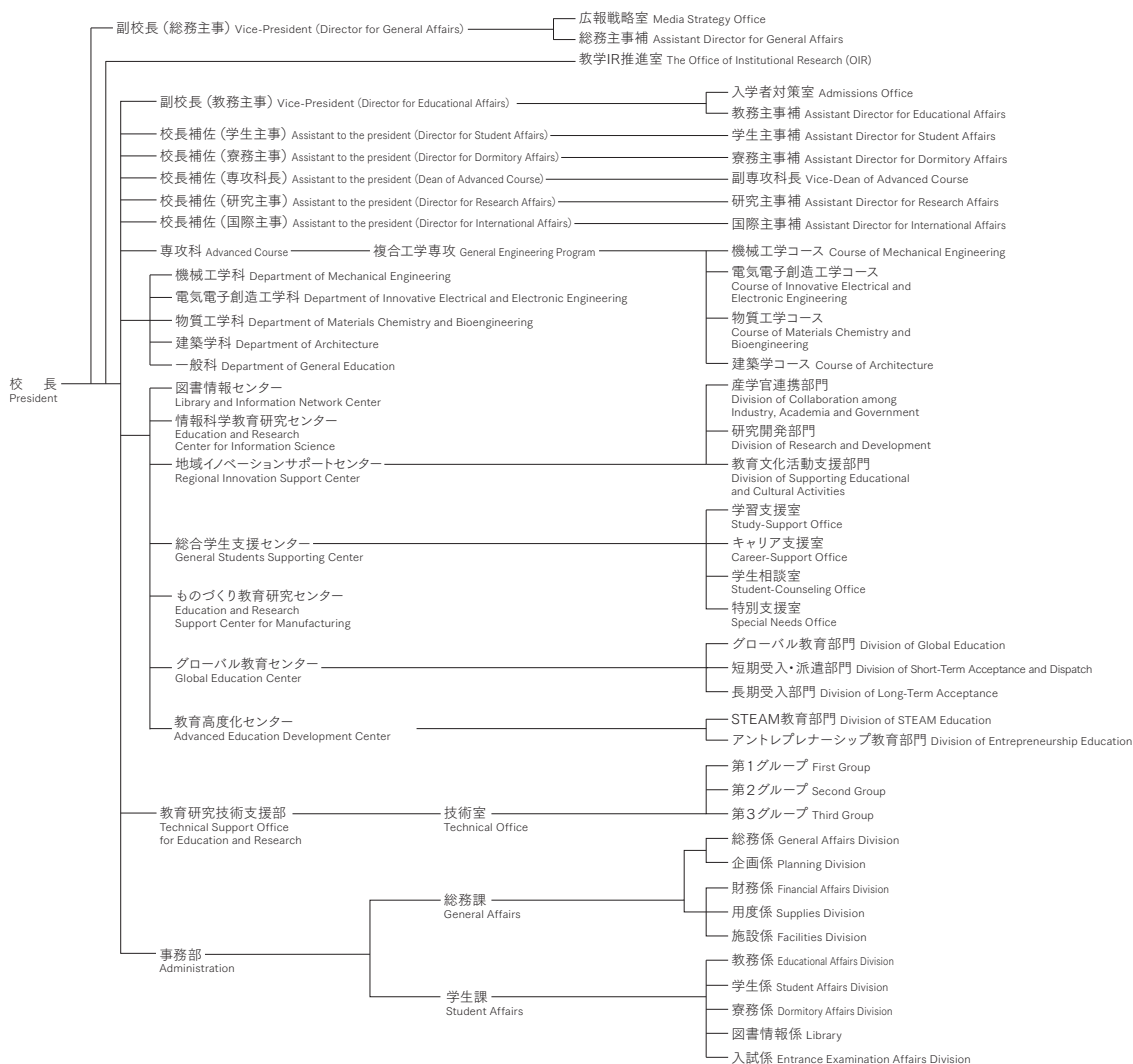 副校長（総務主事）Vice-President (Director for General Affairs)
広報戦略室 Media Strategy Office
総務主事補 Assistant Director for General Affairs
教学IR推進室 The Office of Institutional Research (OIR)
副校長（教務主事）Vice-President (Director for Educational Affairs)
入学者対策室 Admissions Office
教務主事補 Assistant Director for Educational Affairs
校長補佐（学生主事）Assistant to the president (Director for Student Affairs)
学生主事補 Assistant Director for Student Affairs
校長補佐（寮務主事）Assistant to the president (Director for Dormitory Affairs)
寮務主事補 Assistant Director for Dormitory Affairs
校長補佐（専攻科長）Assistant to the president (Dean of Advanced Course)
副専攻科長 Vice-Dean of Advanced Course
校長補佐（研究主事）Assistant to the president (Director for Research Affairs)
研究主事補 Assistant Director for Research Affairs
校長補佐（国際主事）Assistant to the president (Director for International Affairs)
国際主事補 Assistant Director for International Affairs
専攻科 Advanced Course
複合工学専攻 General Engineering Program
機械工学コース Course of Mechanical Engineering
電気電子創造工学コース
Course of Innovative Electrical and
Electronic Engineering
物質工学コース
Course of Materials Chemistry and
Bioengineering
建築学コース Course of Architecture
機械工学科 Department of Mechanical Engineering
電気電子創造工学科 Department of Innovative Electrical and Electronic Engineering
物質工学科 Department of Materials Chemistry and Bioengineering
建築学科 Department of Architecture
一般科 Department of General Education
校　長
President
図書情報センター
Library and Information Network Center
情報科学教育研究センター
Education and Research
Center for Information Science
地域イノベーションサポートセンター
Regional Innovation Support Center
産学官連携部門
Division of Collaboration among
Industry, Academia and Government
研究開発部門
Division of Research and Development
教育文化活動支援部門
Division of Supporting Educational
and Cultural Activities
総合学生支援センター
General Students Supporting Center
学習支援室
Study-Support Office
キャリア支援室
Career-Support Office
学生相談室
Student-Counseling Office
特別支援室
Special Needs Office
ものづくり教育研究センター
Education and Research
Support Center for Manufacturing
グローバル教育センター
Global Education Center
グローバル教育部門 Division of Global Education
短期受入・派遣部門 Division of Short-Term Acceptance and Dispatch
長期受入部門 Division of Long-Term Acceptance
教育高度化センター
Advanced Education Development Center
STEAM教育部門 Division of STEAM Education
アントレプレナーシップ教育部門 Division of Entrepreneurship Education
教育研究技術支援部
Technical Support Office
for Education and Research
技術室
Technical Office
第1グループ First Group
第2グループ Second Group
第3グループ Third Group
事務部
Administration
総務課
General Affairs
総務係 General Affairs Division
企画係 Planning Division
財務係 Financial Affairs Division
用度係 Supplies Division
施設係 Facilities Division
学生課
Student Affairs
教務係 Educational Affairs Division
学生係 Student Affairs Division
寮務係 Dormitory Affairs Division
図書情報係 Library
入試係 Entrance Examination Affairs Division